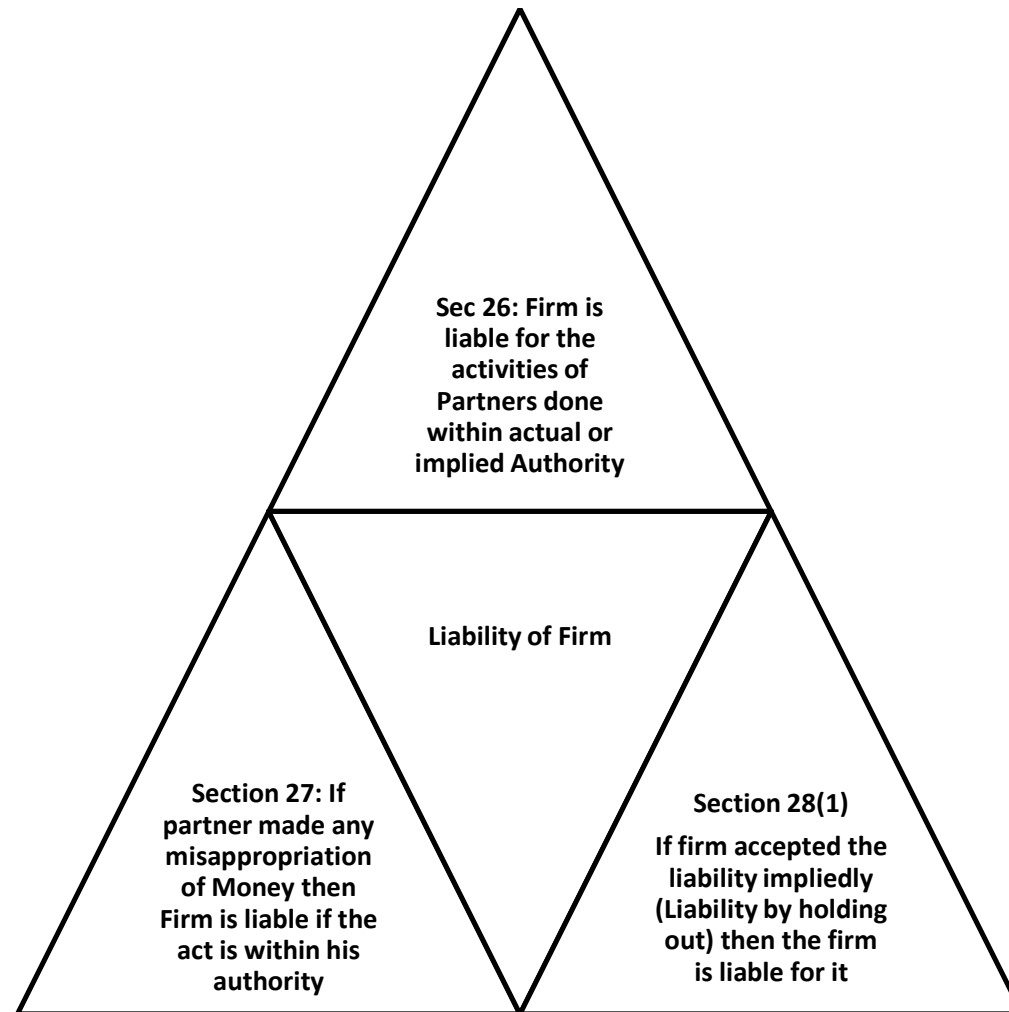 Sec 26: Firm is
liable for the
activities of
Partners done
within actual or
implied Authority
Liability of Firm
Section 27: If
partner made any
misappropriation
of Money then
Firm is liable if the
act is within his
authority
Section 28(1)
If firm accepted the
liability impliedly
(Liability by holding
out) then the firm
is liable for it